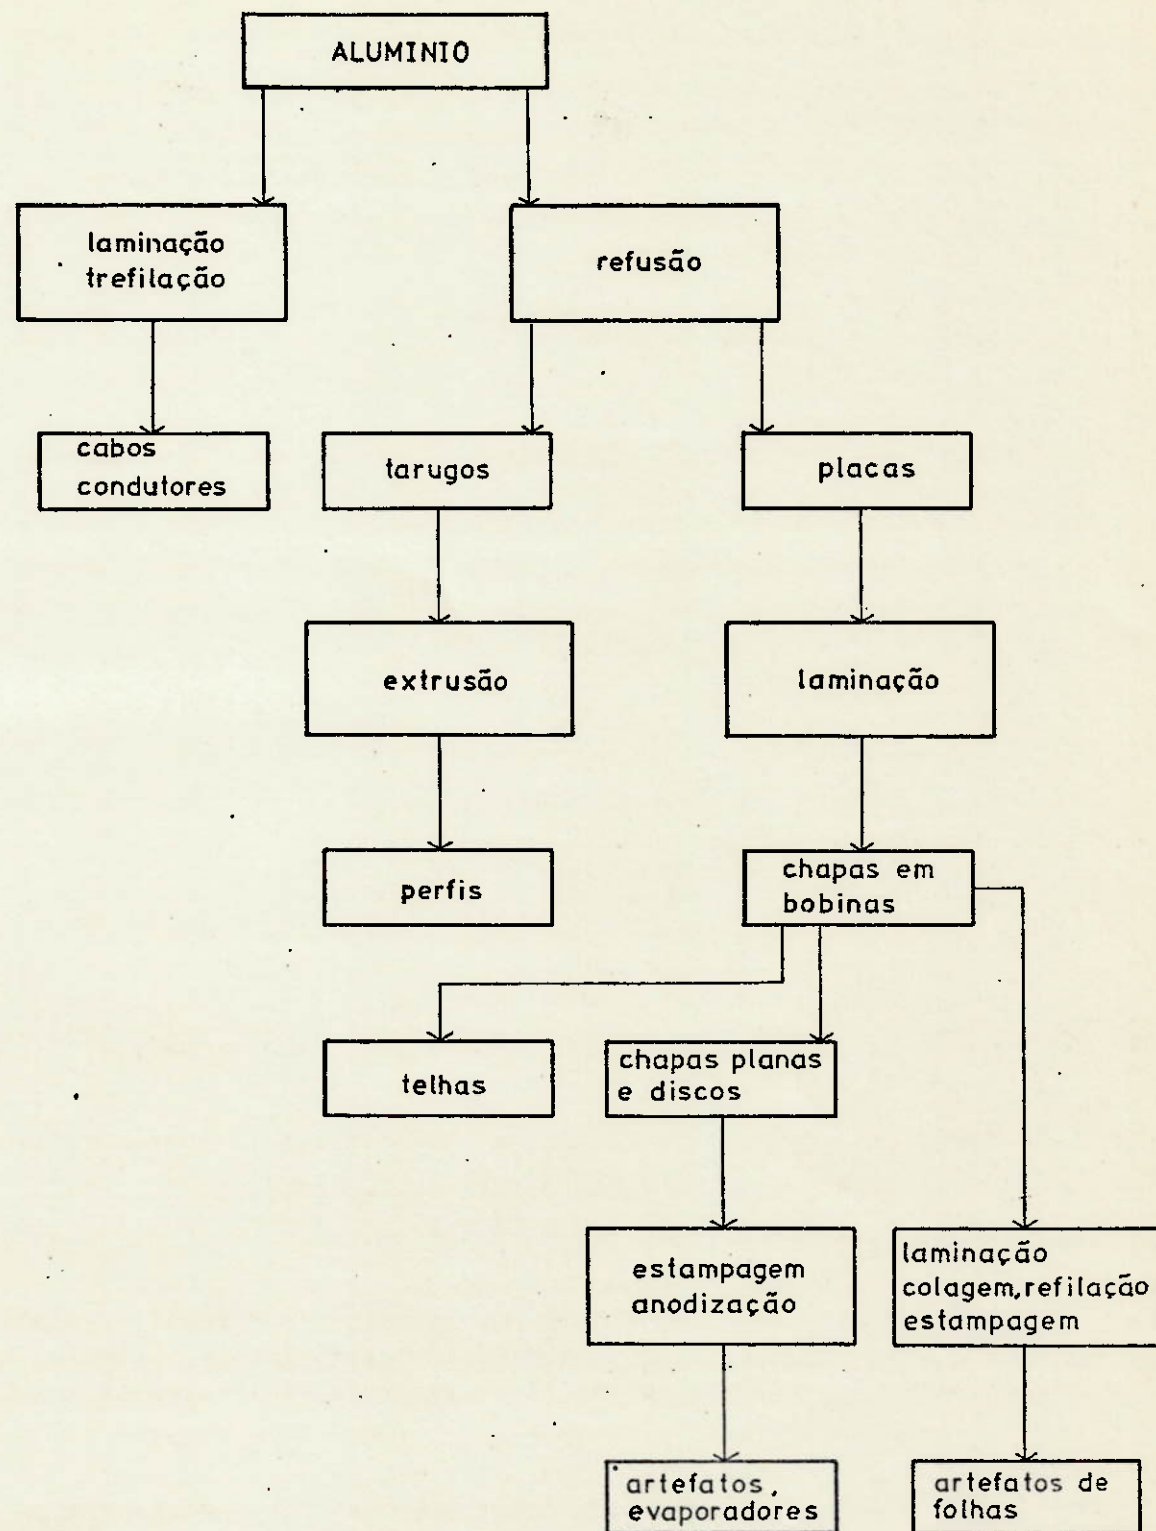 ALUMINIO
laminação
trefilação
refusão
cabos
condutores
tarugos
placas
extrusão
laminação
perfis
chapas em
bobinas
telhas
chapas planas
e discos
estampagem
anodização
laminação
colagem, refilação
estampagem
artefatos,
evaporadores
artefatos de
folhas